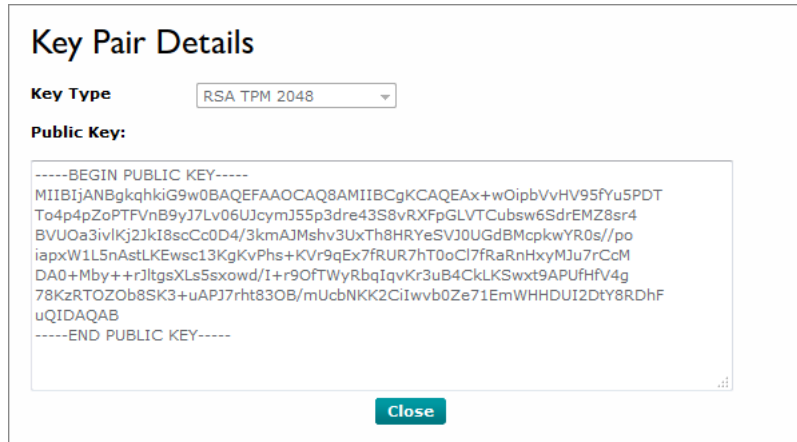 Key Pair Details
Key Type RSA TPM 2048
Public Key:
-----BEGIN PUBLIC KEY-----
MIIBIjANBgkqhkiG9w0BAQEFAAOCAQ8AMIIBCgKCAQEAx+wOipbVvHV95fYu5PDT
To4p4pZoPTFVnB9yJ7Lv06UJcymJ55p3dre43S8vRXFpGLVTCubsw6SdrEMZ8sr4
BVUOa3ivlKj2JkI8scCc0D4/3kmAJMshv3UxTh8HRYeSVJ0UGdBMcpkwYR0s//po
iapxW1L5nAstLKEwsc13KgKvPhs+KVr9qEx7fRUR7hT0oCl7fRaRnHxyMJu7rCcM
DA0+Mby++rJltgsXLs5sxowd/I+r9OfTWyRbqIqvKr3uB4CkLKSwxt9APUfHfV4g
78KzRTOZOb8SK3+uAPJ7rht83OB/mUcbNKK2CiIwvb0Ze71EmWHHDUI2DtY8RDhF
uQIDAQAB
-----END PUBLIC KEY-----
Close